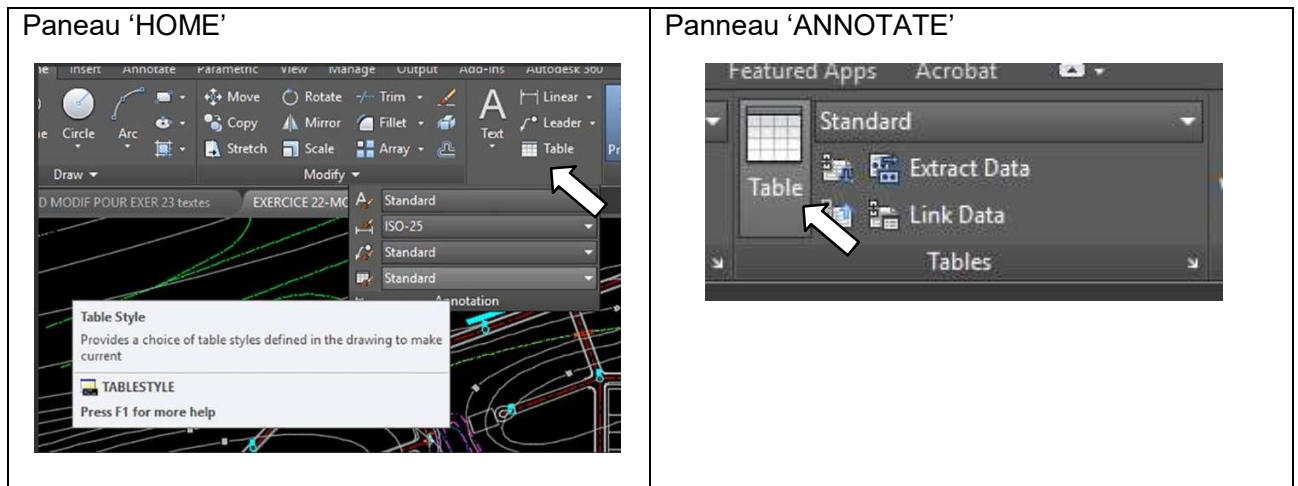 Paneau ‘HOME’
Insert Annotate Parametric View Manage Output Add-Ins Autodesk 360
Move Rotate Trim Linear
Circle Arc Copy Mirror Fillet Text Leader
Stretch Scale Array Table
Draw Modify
D MODIF POUR EXER 23 textes EXERCICE 22-MC
Standard
ISO-25
Standard
Standard
Annotation
Table Style
Provides a choice of table styles defined in the drawing to make
current
TABLESTYLE
Press F1 for more help
Panneau ‘ANNOTATE’
Featured Apps Acrobat
Standard
Extract Data
Table
Link Data
Tables